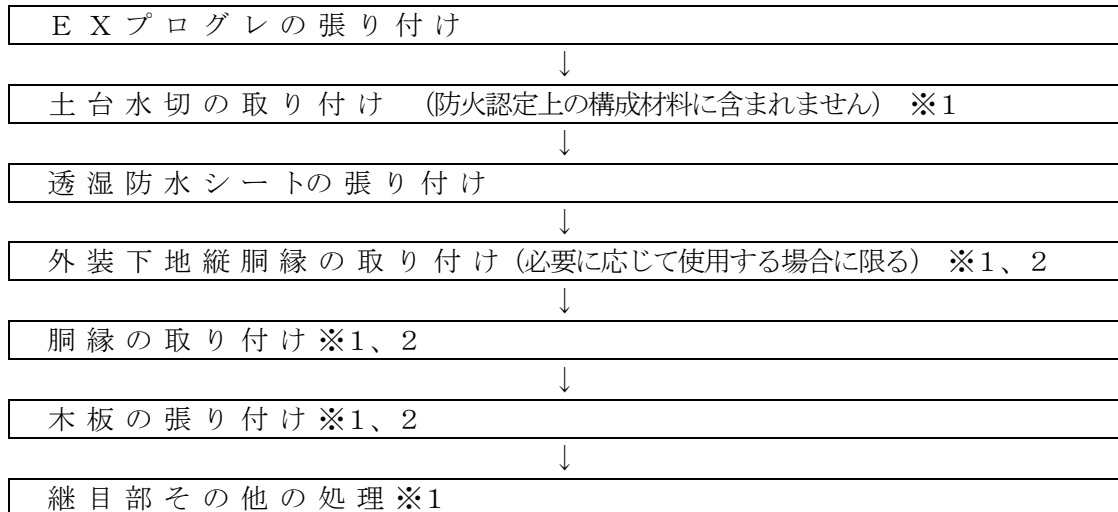 ＥＸプログレの張り付け
↓
土台水切の取り付け　(防火認定上の構成材料に含まれません)　※１
↓
透湿防水シートの張り付け
↓
外装下地縦胴縁の取り付け(必要に応じて使用する場合に限る)　※１、２
↓
胴縁の取り付け※１、２
↓
木板の張り付け※１、２
↓
継目部その他の処理※１